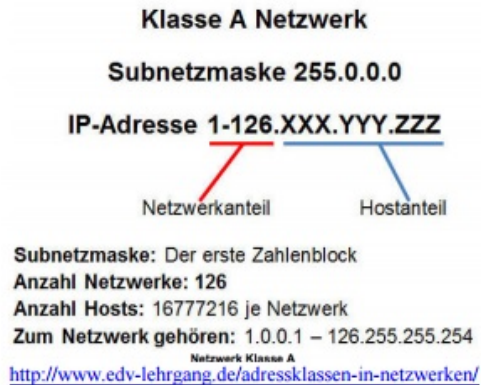 Klasse A Netzwerk
Subnetzmaske 255.0.0.0
IP-Adresse 1-126.XXX.YYY.ZZZ
Netzwerkanteil Hostanteil
Subnetzmaske: Der erste Zahlenblock
Anzahl Netzwerke: 126
Anzahl Hosts: 16777216 je Netzwerk
Zum Netzwerk gehören: 1.0.0.1 – 126.255.255.254
Netzwerk Klasse A
http://www.edv-lehrgang.de/adressklassen-in-netzwerken/